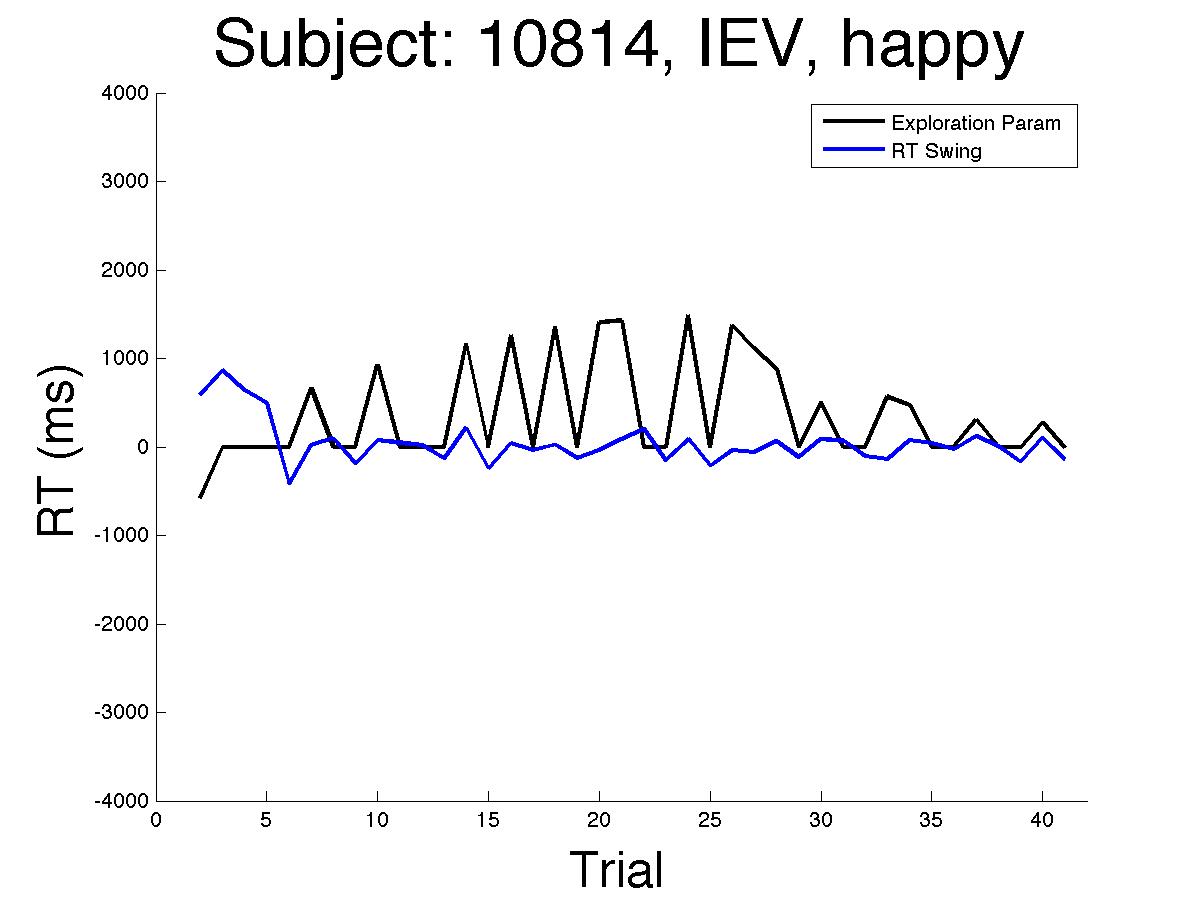 Subject: 10814, IEV, happy
4000
3000
2000
1000
0
-1000
-2000
-3000
-4000
RT (ms)
Exploration Param
RT Swing
0 5 10 15 20 25 30 35 40
Trial